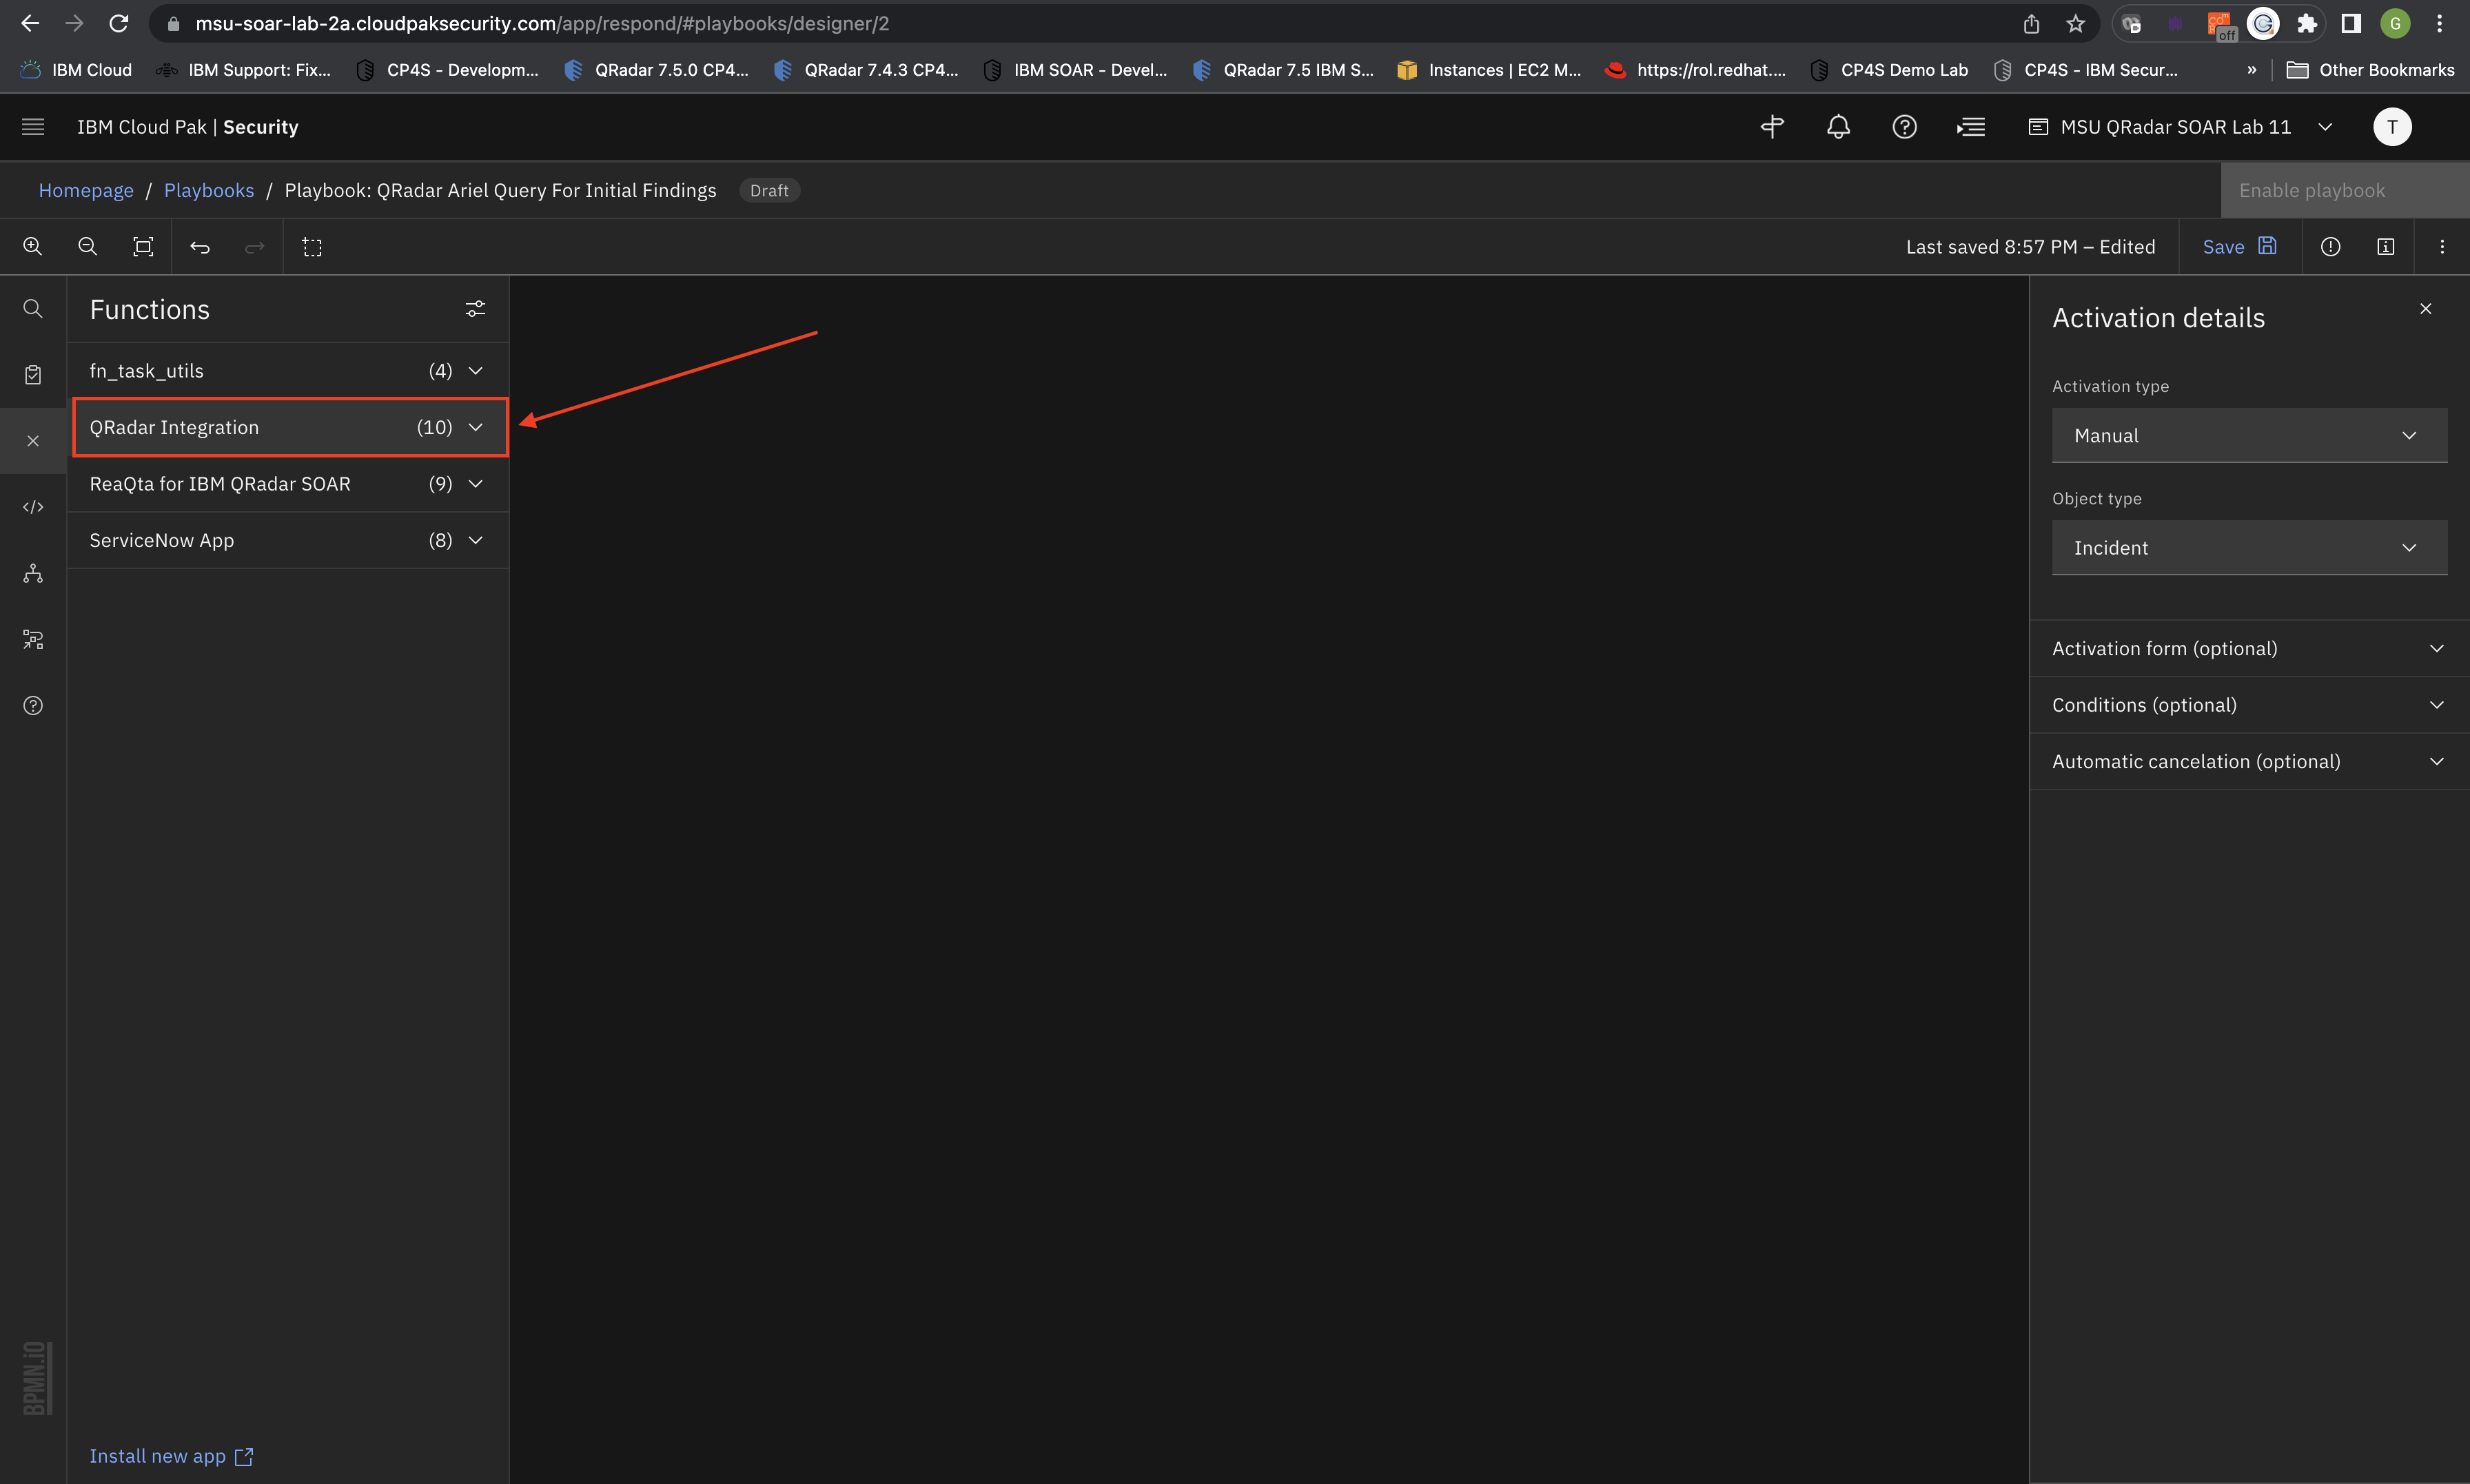 msu-soar-lab-2a.cloudpaksecurity.com/app/respond/#playbooks/designer/2
off
G
IBM Cloud
IBM Support: Fix...
CP4S - Developm...
QRadar 7.5.0 CP4...
QRadar 7.4.3 CP4...
IBM SOAR - Devel...
QRadar 7.5 IBM S...
Instances | EC2 M...
https://rol.redhat....
CP4S Demo Lab
CP4S - IBM Secur...
»
Other Bookmarks
IBM Cloud Pak | Security
MSU QRadar SOAR Lab 11
T
Homepage / Playbooks / Playbook: QRadar Ariel Query For Initial Findings
Draft
Enable playbook
Last saved 8:57 PM – Edited
Save
Functions
fn_task_utils (4)
QRadar Integration (10)
ReaQta for IBM QRadar SOAR (9)
ServiceNow App (8)
BPMN.iO
Install new app
Activation details
Activation type
Manual
Object type
Incident
Activation form (optional)
Conditions (optional)
Automatic cancelation (optional)